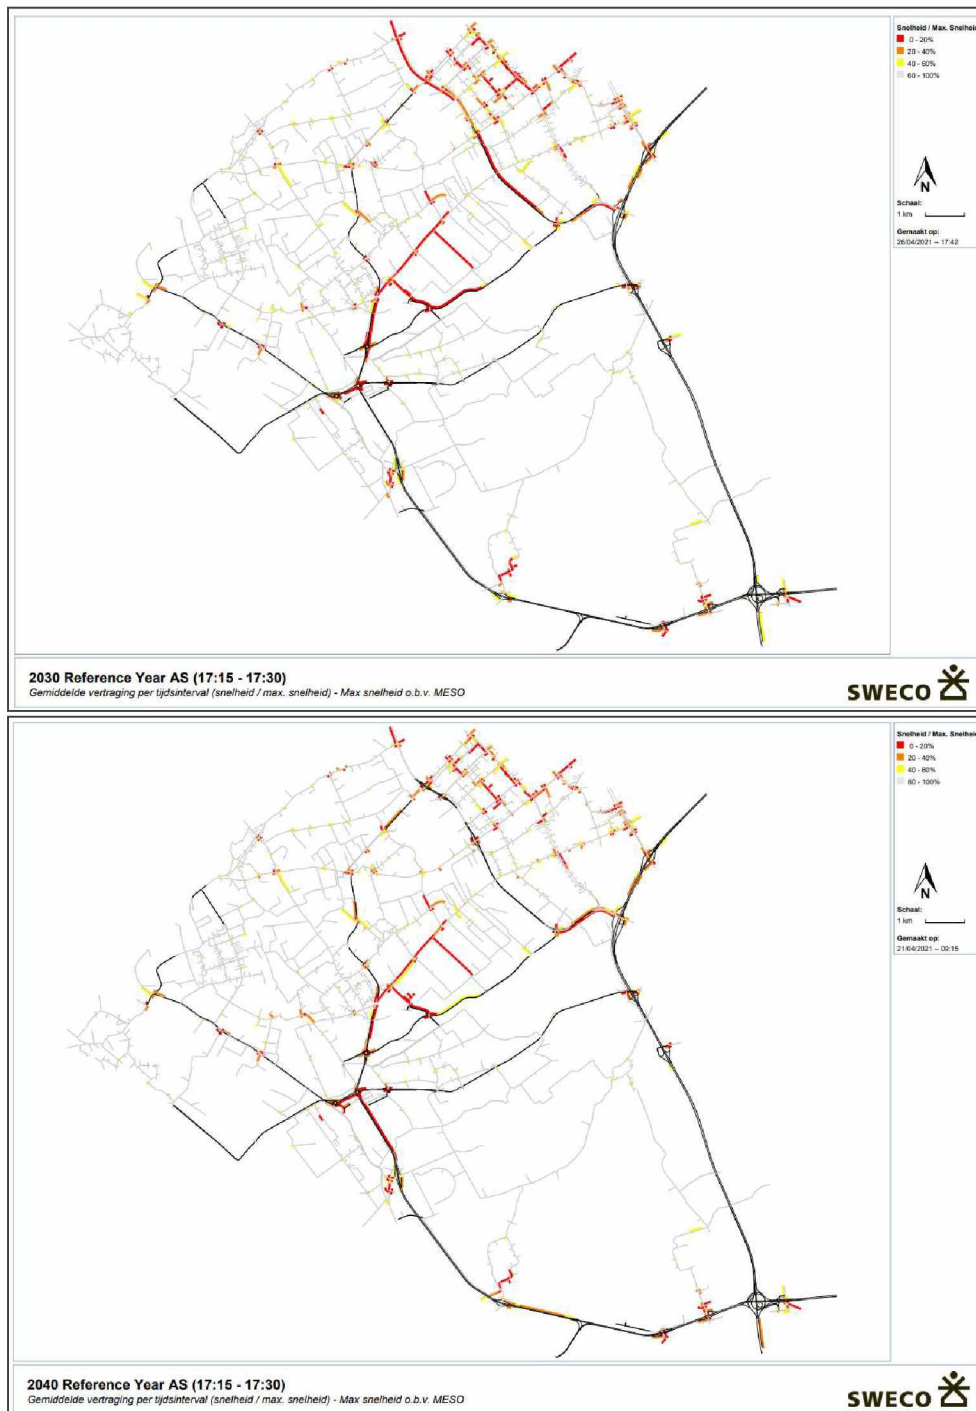 Snelheid / Max. Snelheid
0 - 20%
20 - 40%
40 - 60%
60 - 100%
N
Schaal:
1 km
Gemaakt op:
26/04/2021 -- 17:42
2030 Reference Year AS (17:15 - 17:30)
Gemiddelde vertraging per tijdsinterval (snelheid / max. snelheid) - Max snelheid o.b.v. MESO
SWECO
Snelheid / Max. Snelheid
0 - 20%
20 - 40%
40 - 60%
60 - 100%
N
Schaal:
1 km
Gemaakt op:
21/04/2021 -- 09:15
2040 Reference Year AS (17:15 - 17:30)
Gemiddelde vertraging per tijdsinterval (snelheid / max. snelheid) - Max snelheid o.b.v. MESO
SWECO